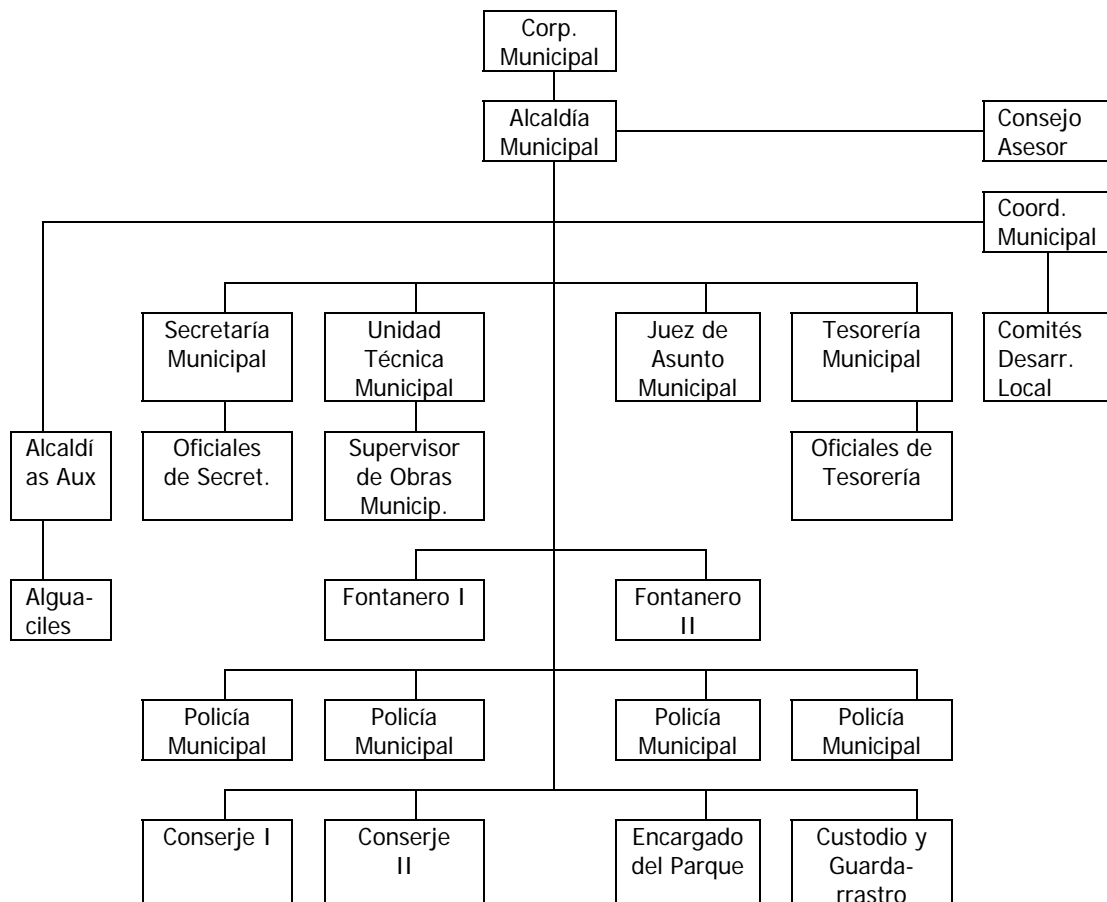 Corp.
Municipal
Alcaldía
Municipal
Consejo
Asesor
Coord.
Municipal
Secretaría
Municipal
Unidad
Técnica
Municipal
Juez de
Asunto
Municipal
Tesorería
Municipal
Comités
Desarr.
Local
Alcaldí
as Aux
Oficiales
de Secret.
Supervisor
de Obras
Municip.
Oficiales de
Tesorería
Algua-
ciles
Fontanero I
Fontanero
II
Policía
Municipal
Policía
Municipal
Policía
Municipal
Policía
Municipal
Conserje I
Conserje
II
Encargado
del Parque
Custodio y
Guarda-
rrastro